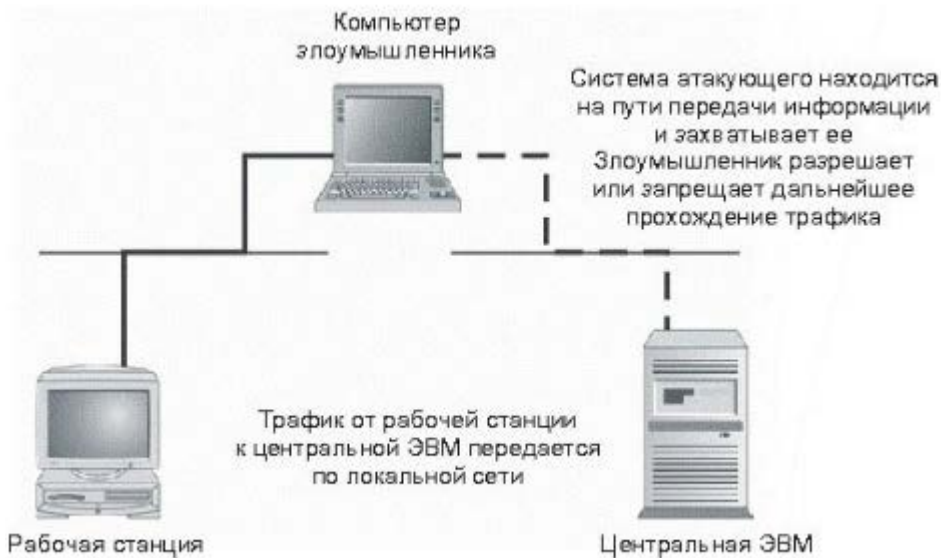 Компьютер
злоумышленника
Система атакующего находится
на пути передачи информации
и захватывает ее
Злоумышленник разрешает
или запрещает дальнейшее
прохождение трафика
Трафик от рабочей станции
к центральной ЭВМ передается
по локальной сети
Рабочая станция
Центральная ЭВМ